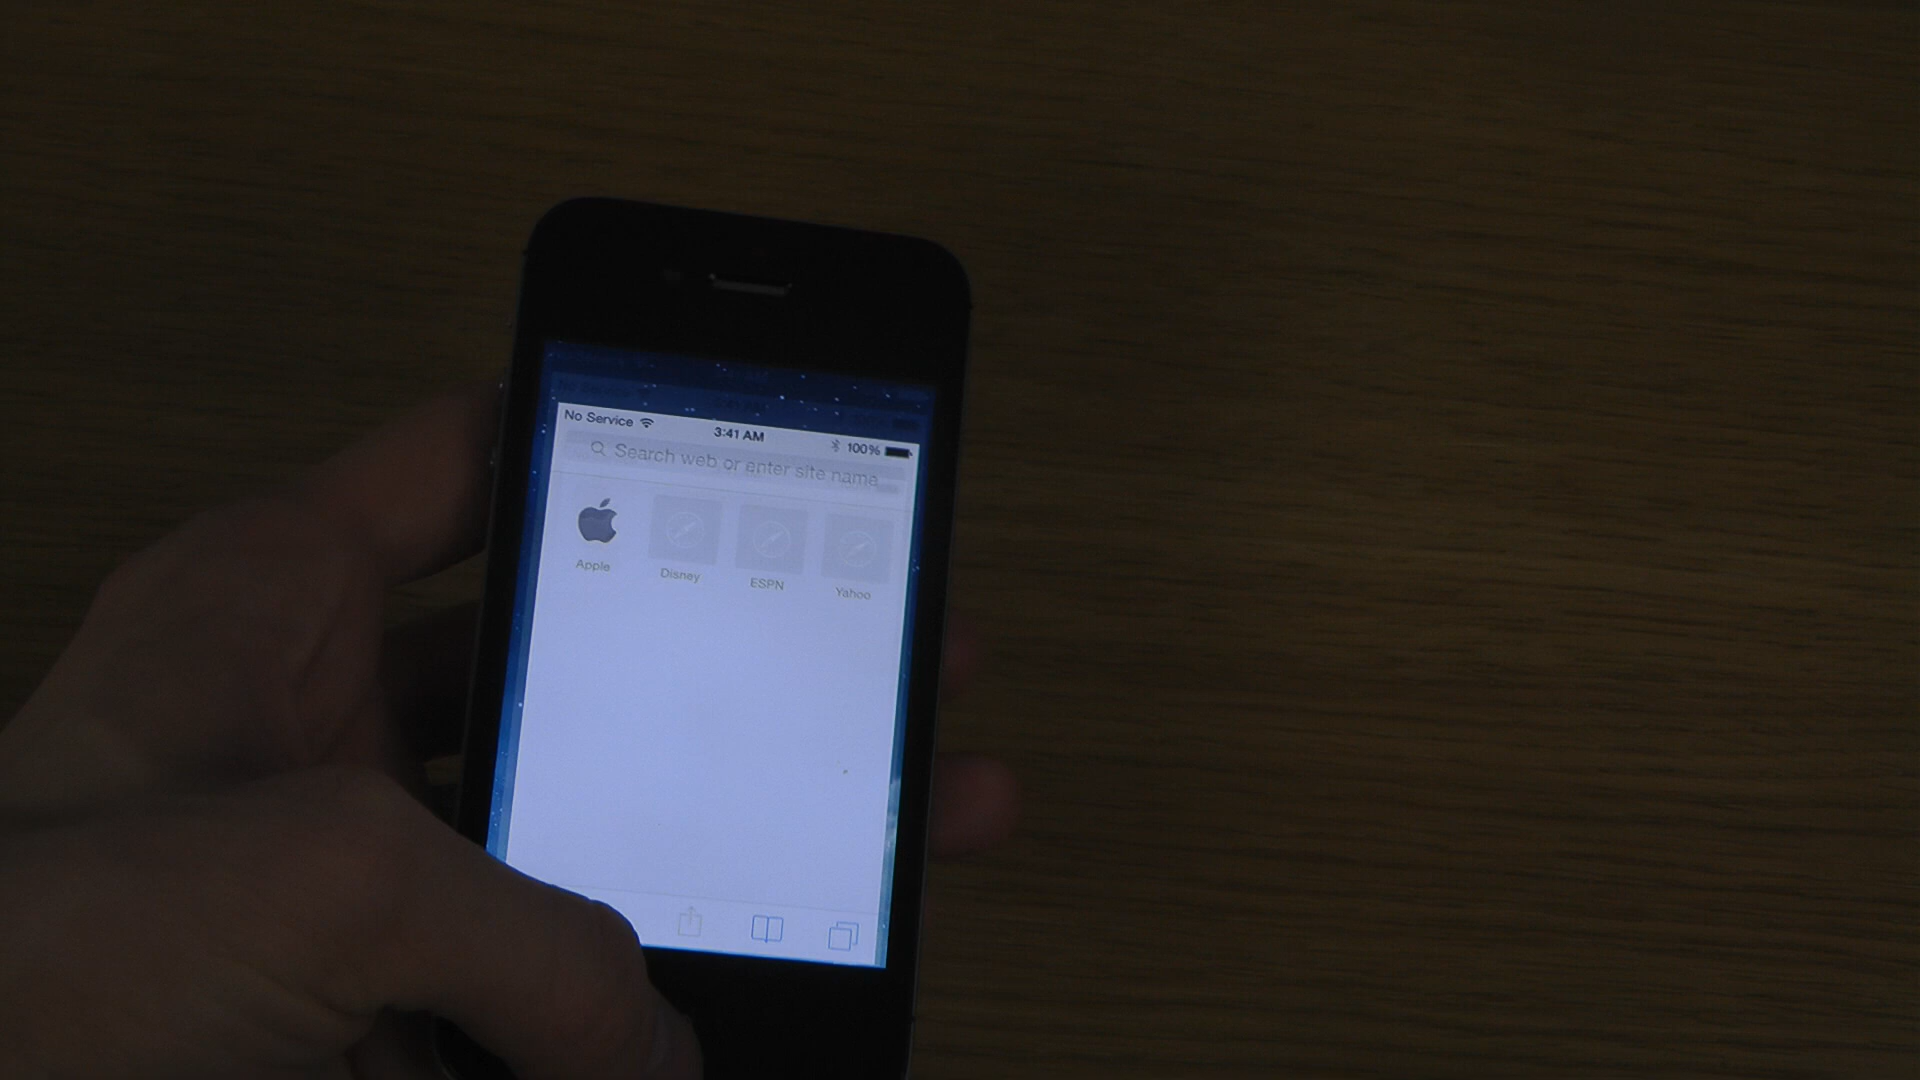 No Service 3:41 AM 100%
Search web or enter site name
Apple Disney ESPN Yahoo